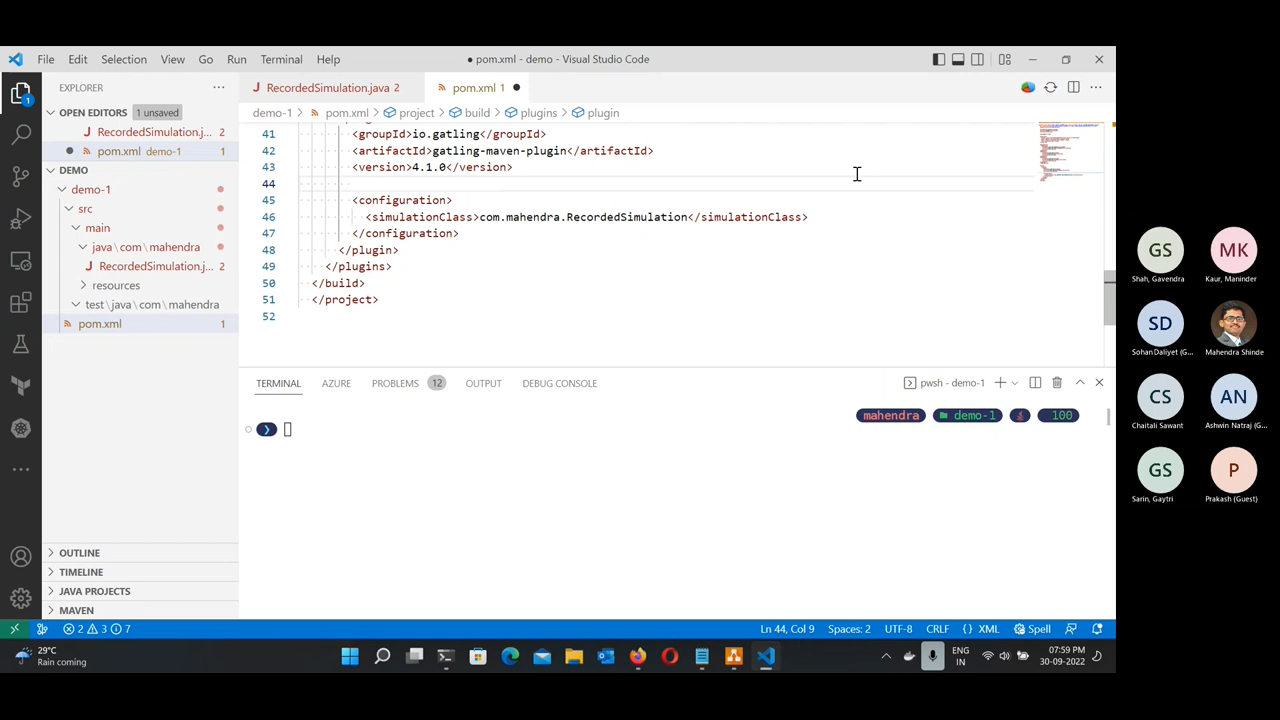 File Edit Selection View Go Run Terminal Help
● pom.xml - demo - Visual Studio Code
EXPLORER
RecordedSimulation.java 2
pom.xml 1
OPEN EDITORS 1 unsaved
demo-1 > pom.xml > project > build > plugins > plugin
RecordedSimulation.j... 2
pom.xml demo-1 1
DEMO
demo-1
src
main
java\com\mahendra
RecordedSimulation.j... 2
resources
test\java\com\mahendra
pom.xml 1
OUTLINE
TIMELINE
JAVA PROJECTS
MAVEN
41 roupId>io.gatling</groupId>
42 rtifactId>gatling-maven-plugin</artifactId>
43 version>4.1.6</version>
44
45 <configuration>
46 <simulationClass>com.mahendra.RecordedSimulation</simulationClass>
47 </configuration>
48 </plugin>
49 </plugins>
50 </build>
51 </project>
52
TERMINAL AZURE PROBLEMS 12 OUTPUT DEBUG CONSOLE
pwsh - demo-1
mahendra demo-1 100
2 3 7
Ln 44, Col 9 Spaces: 2 UTF-8 CRLF {} XML Spell
29°C
Rain coming
ENG
IN
07:59 PM
30-09-2022
GS
Shah, Gavendra
MK
Kaur, Maninder
SD
Sohan Daliyet (G...
Mahendra Shinde
CS
Chaitali Sawant
AN
Ashwin Natraj (G...
GS
Sarin, Gaytri
P
Prakash (Guest)